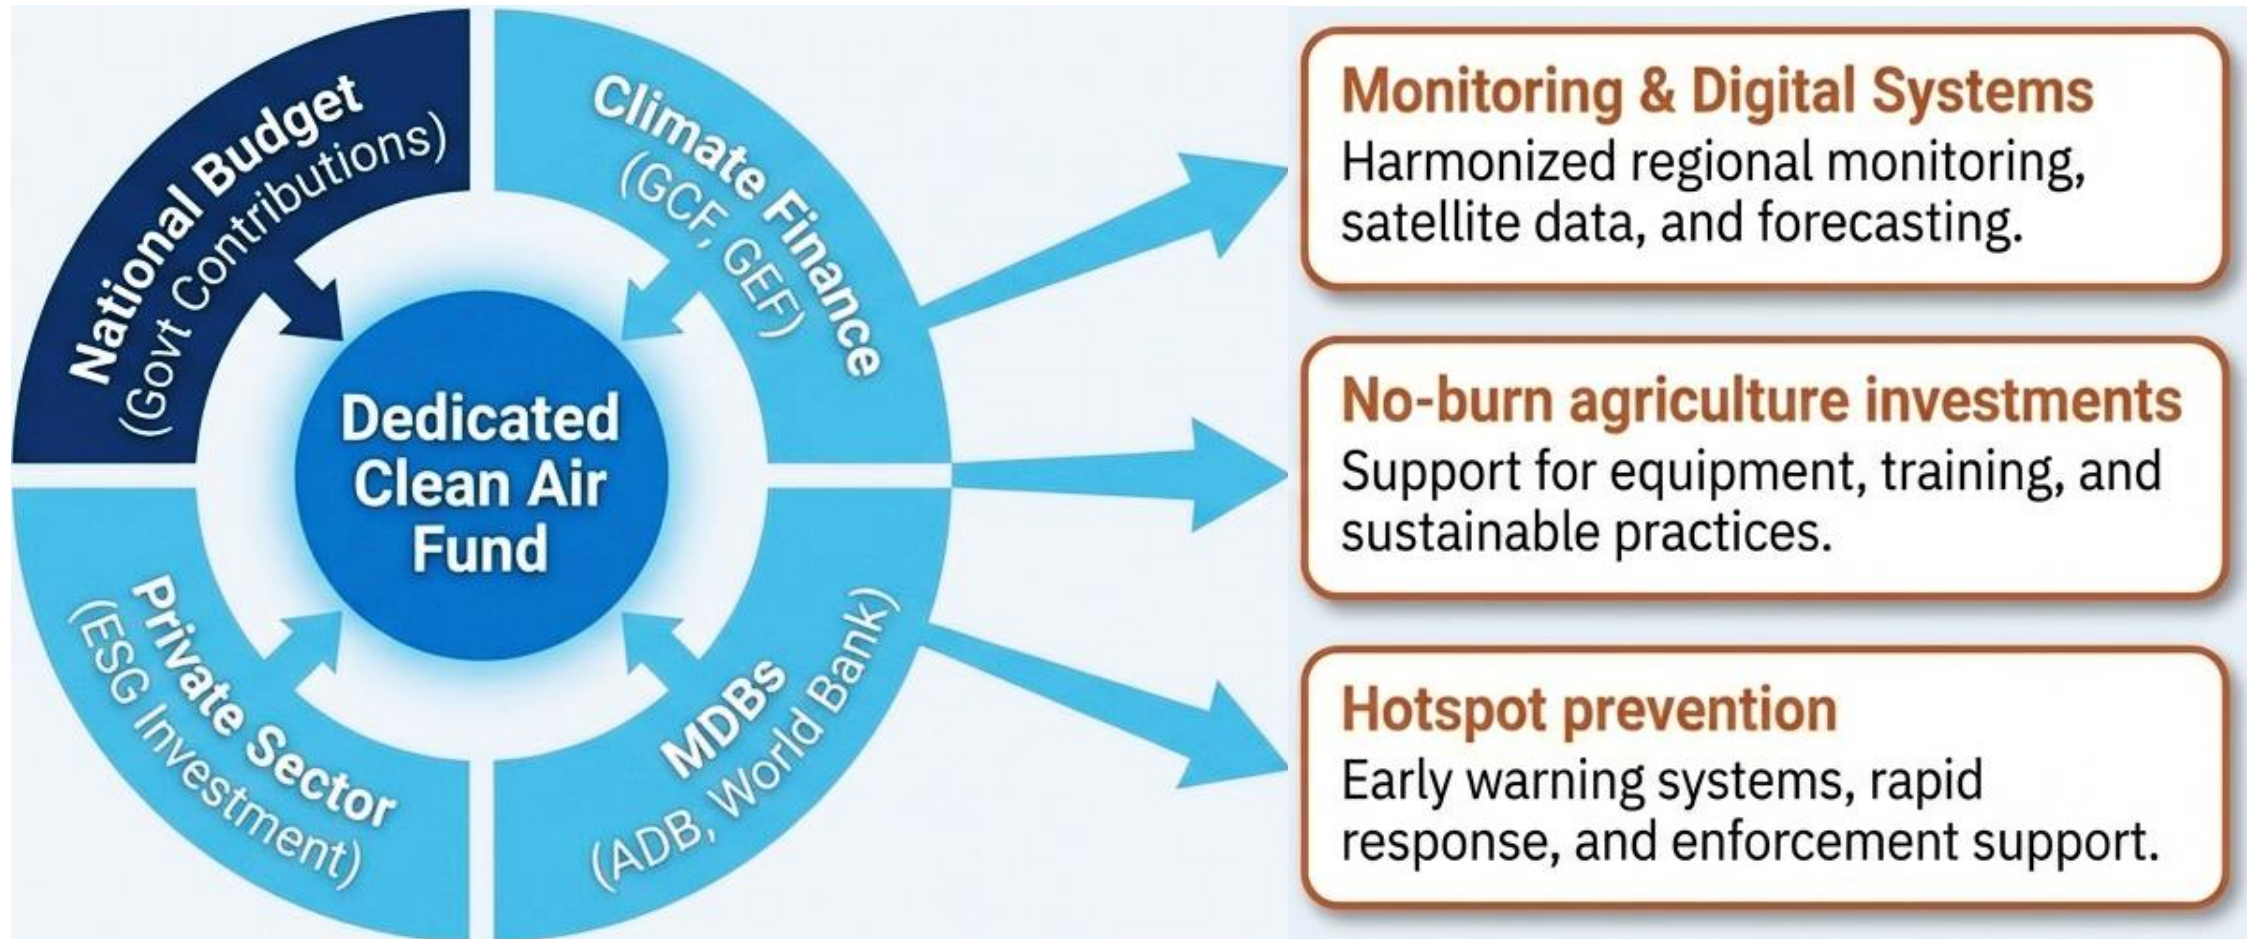 National Budget
(Govt Contributions)
Climate Finance
(GCF, GEF)
Dedicated
Clean Air
Fund
Private Sector
(ESG Investment)
MDBs
(ADB, World Bank)
Monitoring & Digital Systems
Harmonized regional monitoring,
satellite data, and forecasting.
No-burn agriculture investments
Support for equipment, training, and
sustainable practices.
Hotspot prevention
Early warning systems, rapid
response, and enforcement support.